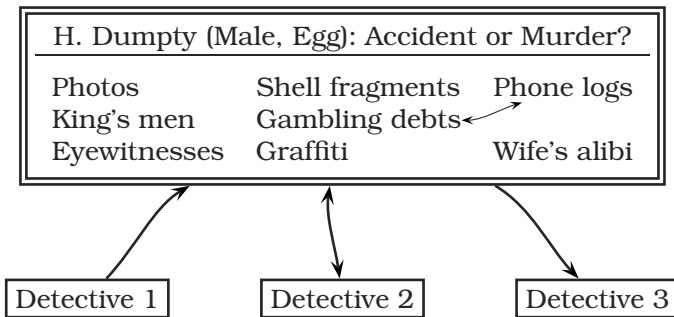 H. Dumpty (Male, Egg): Accident or Murder?
Photos Shell fragments Phone logs
King's men Gambling debts
Eyewitnesses Graffiti Wife's alibi
Detective 1 Detective 2 Detective 3